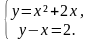 y=x²+2x,
y−x=2.